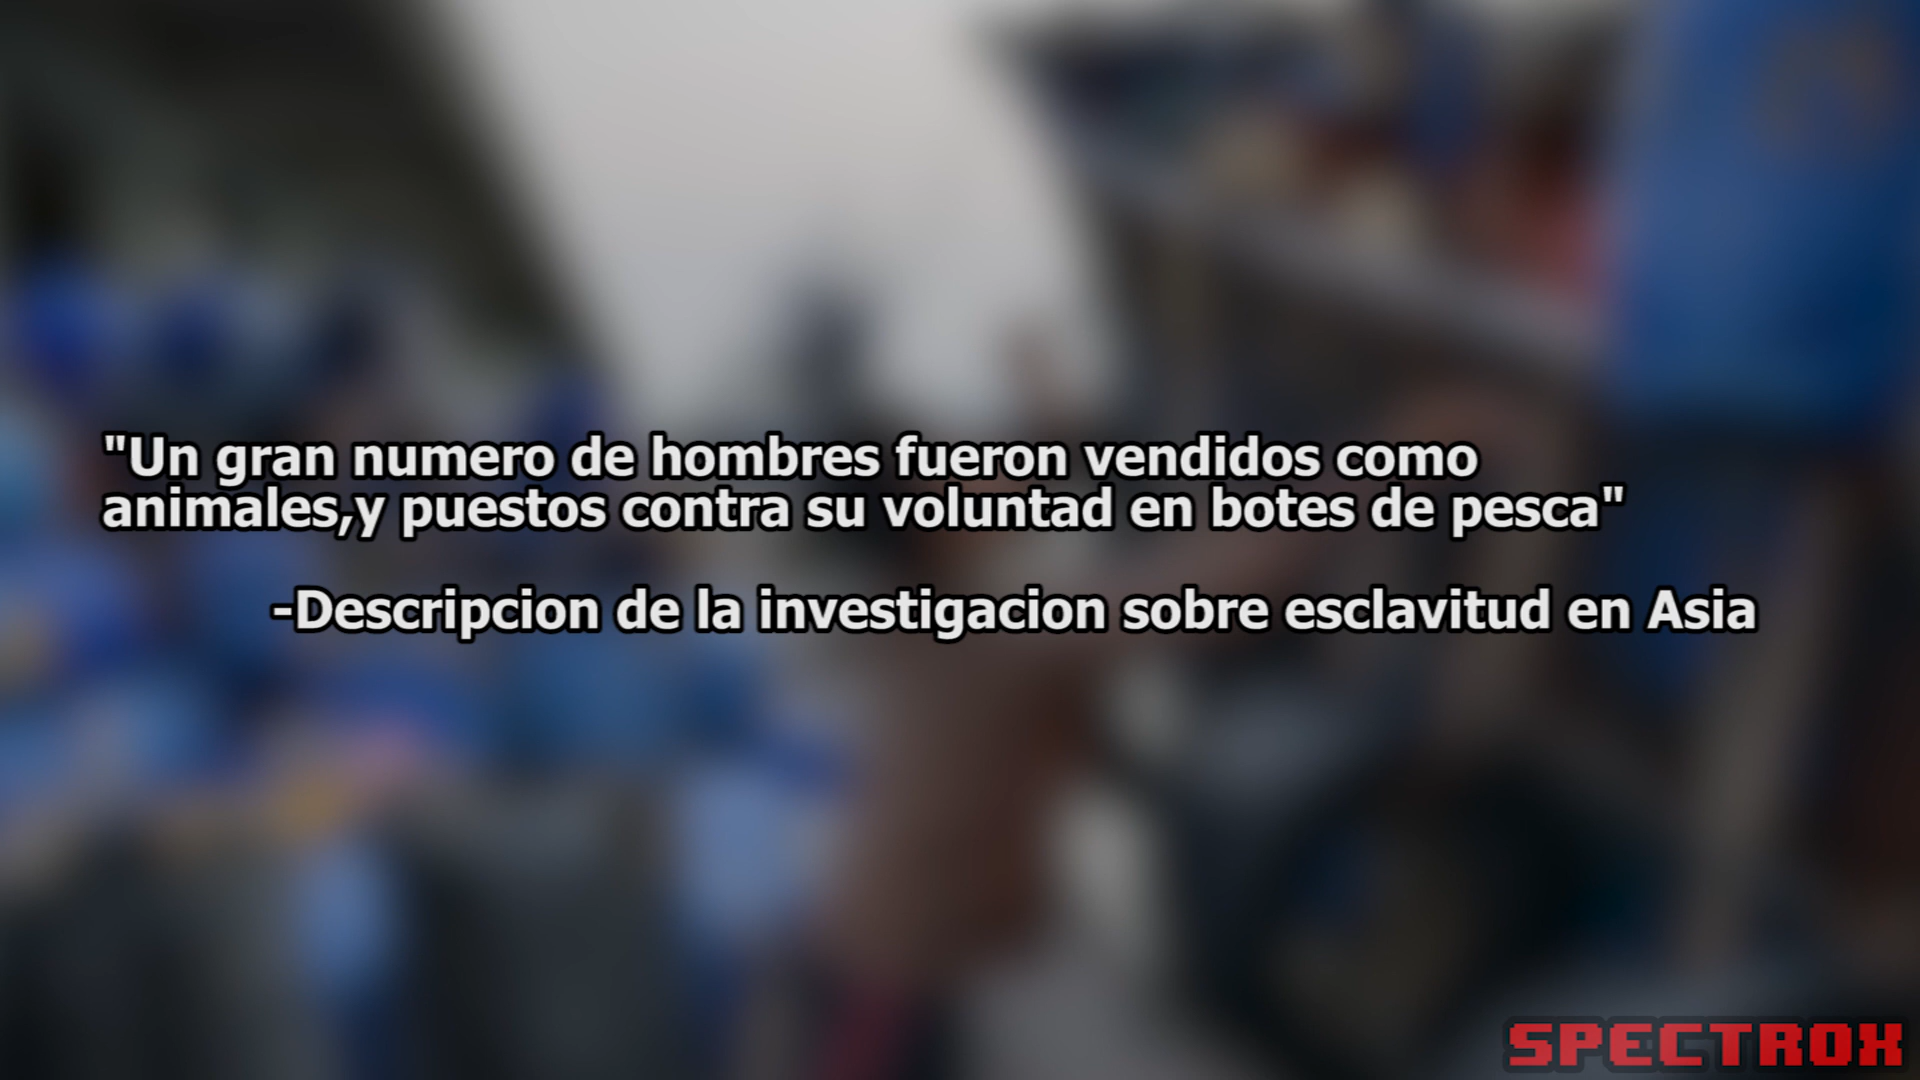 "Un gran numero de hombres fueron vendidos como
animales,y puestos contra su voluntad en botes de pesca"
-Descripcion de la investigacion sobre esclavitud en Asia
SPECTROX